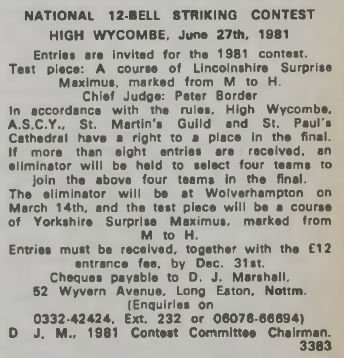 NATIONAL 12-BELL STRIKING CONTEST
HIGH WYCOMBE, June 27th, 1981
Entries are invited for the 1981 contest.
Test piece: A course of Lincolnshire Surprise
Maximus, marked from M to H.
Chief Judge: Peter Border
In accordance with the rules, High Wycombe,
A.S.C.Y., St. Martin's Guild and St. Paul's
Cathedral have a right to a place in the final.
If more than eight entries are received, an
eliminator will be held to select four teams to
join the above four teams in the final.
The eliminator will be at Wolverhampton on
March 14th, and the test piece will be a course
of Yorkshire Surprise Maximus, marked from
M to H.
Entries must be received, together with the £12
entrance fee, by Dec. 31st.
Cheques payable to D. J. Marshall,
52 Wyvern Avenue, Long Eaton, Nottm.
(Enquiries on
0332-42424, Ext. 232 or 06076-66694)
D J. M., 1981 Contest Committee Chairman.
3383